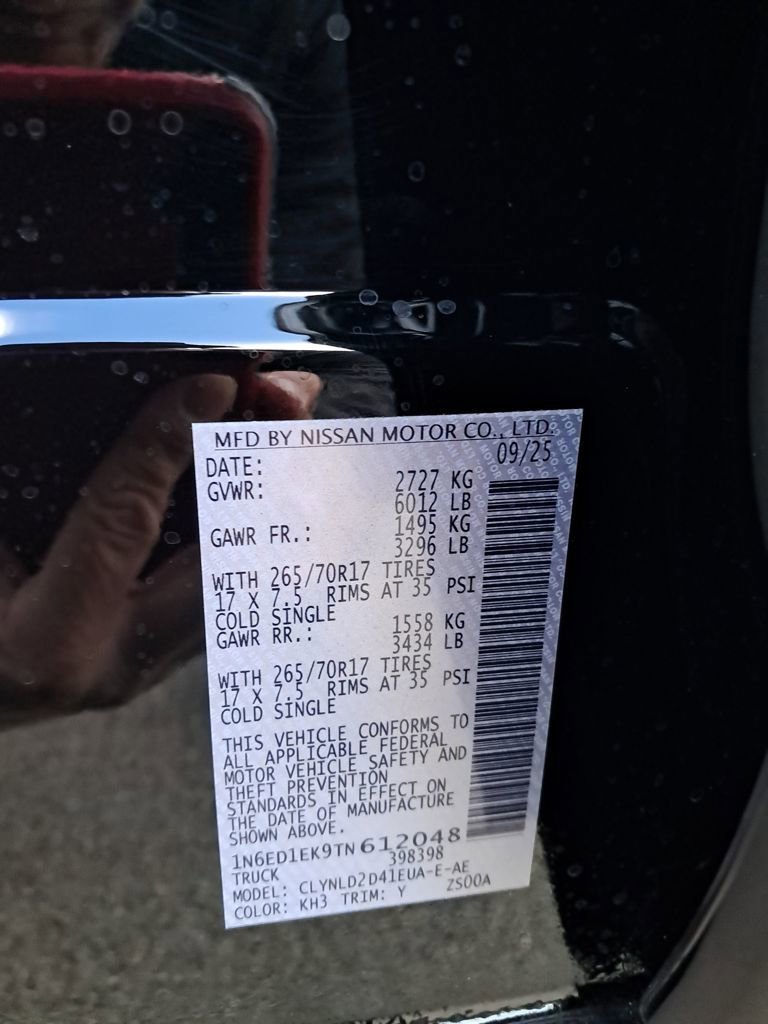 MFD BY NISSAN MOTOR CO., LTD.
DATE: 09/25
GVWR: 2727 KG
6012 LB
GAWR FR.: 1495 KG
3296 LB
WITH 265/70R17 TIRES
17 X 7.5 RIMS AT 35 PSI
COLD SINGLE
GAWR RR.: 1558 KG
3434 LB
WITH 265/70R17 TIRES
17 X 7.5 RIMS AT 35 PSI
COLD SINGLE
THIS VEHICLE CONFORMS TO
ALL APPLICABLE FEDERAL
MOTOR VEHICLE SAFETY AND
THEFT PREVENTION
STANDARDS IN EFFECT ON
THE DATE OF MANUFACTURE
SHOWN ABOVE.
1N6ED1EK9TN612048
TRUCK 398398
MODEL: CLYNLD2D41EUA-E-AE
COLOR: KH3 TRIM: Y ZS00A